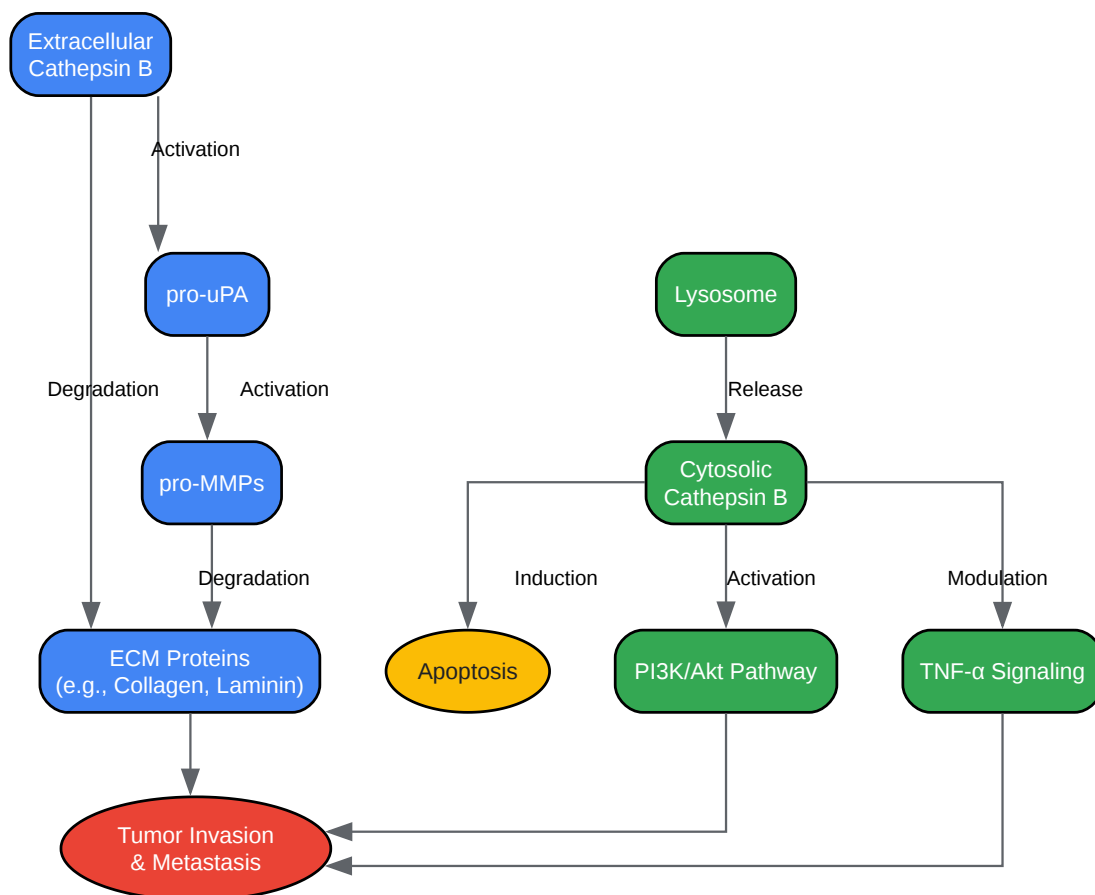 Extracellular
Cathepsin B
Activation
pro-uPA
Lysosome
Degradation
Activation
Release
pro-MMPs
Cytosolic
Cathepsin B
Degradation
Induction
Activation
Modulation
ECM Proteins
(e.g., Collagen, Laminin)
Apoptosis
PI3K/Akt Pathway
TNF-α Signaling
Tumor Invasion
& Metastasis